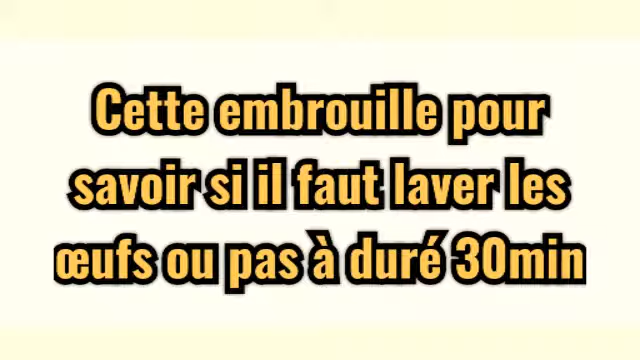 Cette embrouille pour
savoir si il faut laver les
œufs ou pas à duré 30min